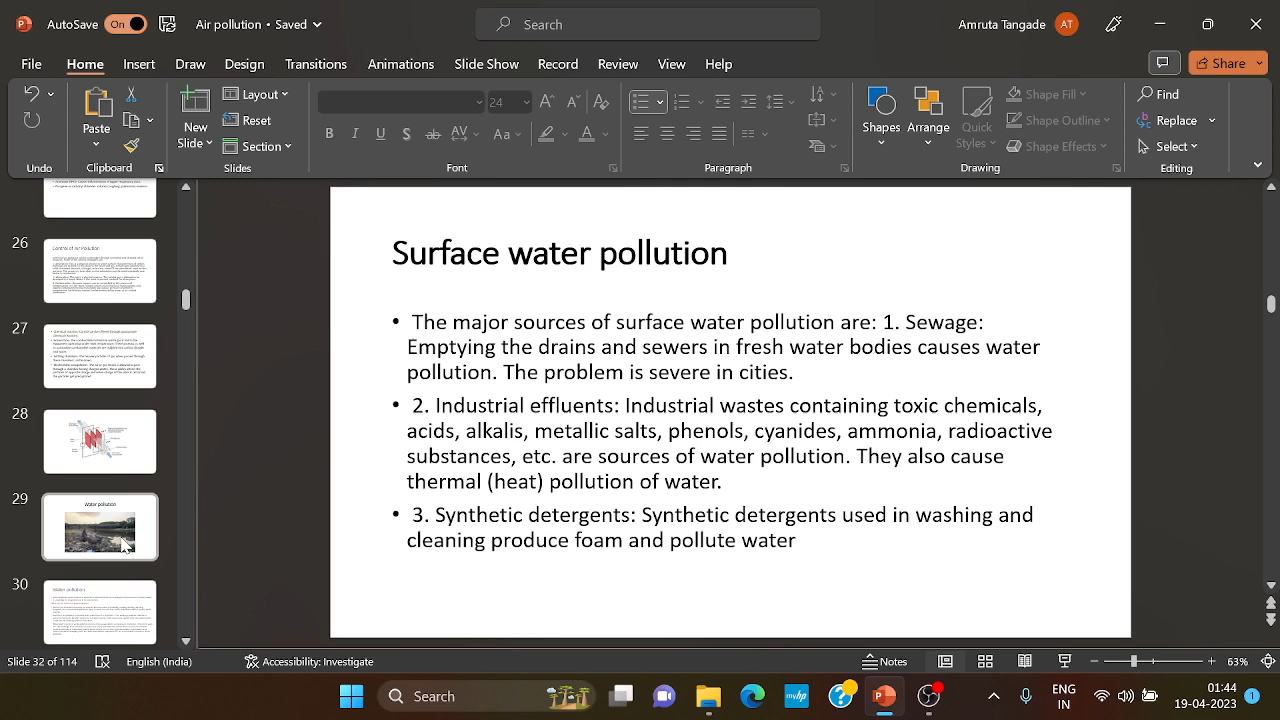 AutoSave On Air pollution • Saved Search Amruta Tangade AT
File Home Insert Draw Design Transitions Animations Slide Show Record Review View Help Share
Paste New Slide Layout Reset Section 24 Shapes Arrange Quick Styles Shape Fill Shape Outline Shape Effects Find Replace Select
Undo Clipboard Slides Font Paragraph Drawing Editing
26
Control of Air Pollution
27
28
29
Water pollution
30
Water pollution
Surface water pollution
• The major sources of surface water pollution are: 1. Sewage:
Emptying the drains and sewers in fresh water bodies causes water
pollution. The problem is severe in cities.
• 2. Industrial effluents: Industrial wastes containing toxic chemicals,
acids, alkalis, metallic salts, phenols, cyanides, ammonia, radioactive
substances, etc. are sources of water pollution. They also cause
thermal (heat) pollution of water.
• 3. Synthetic detergents: Synthetic detergents used in washing and
cleaning produce foam and pollute water
Slide 32 of 114 English (India) Accessibility: Investigate Notes 63%
Search myhp ENG IN 01:44 19-04-2023 1